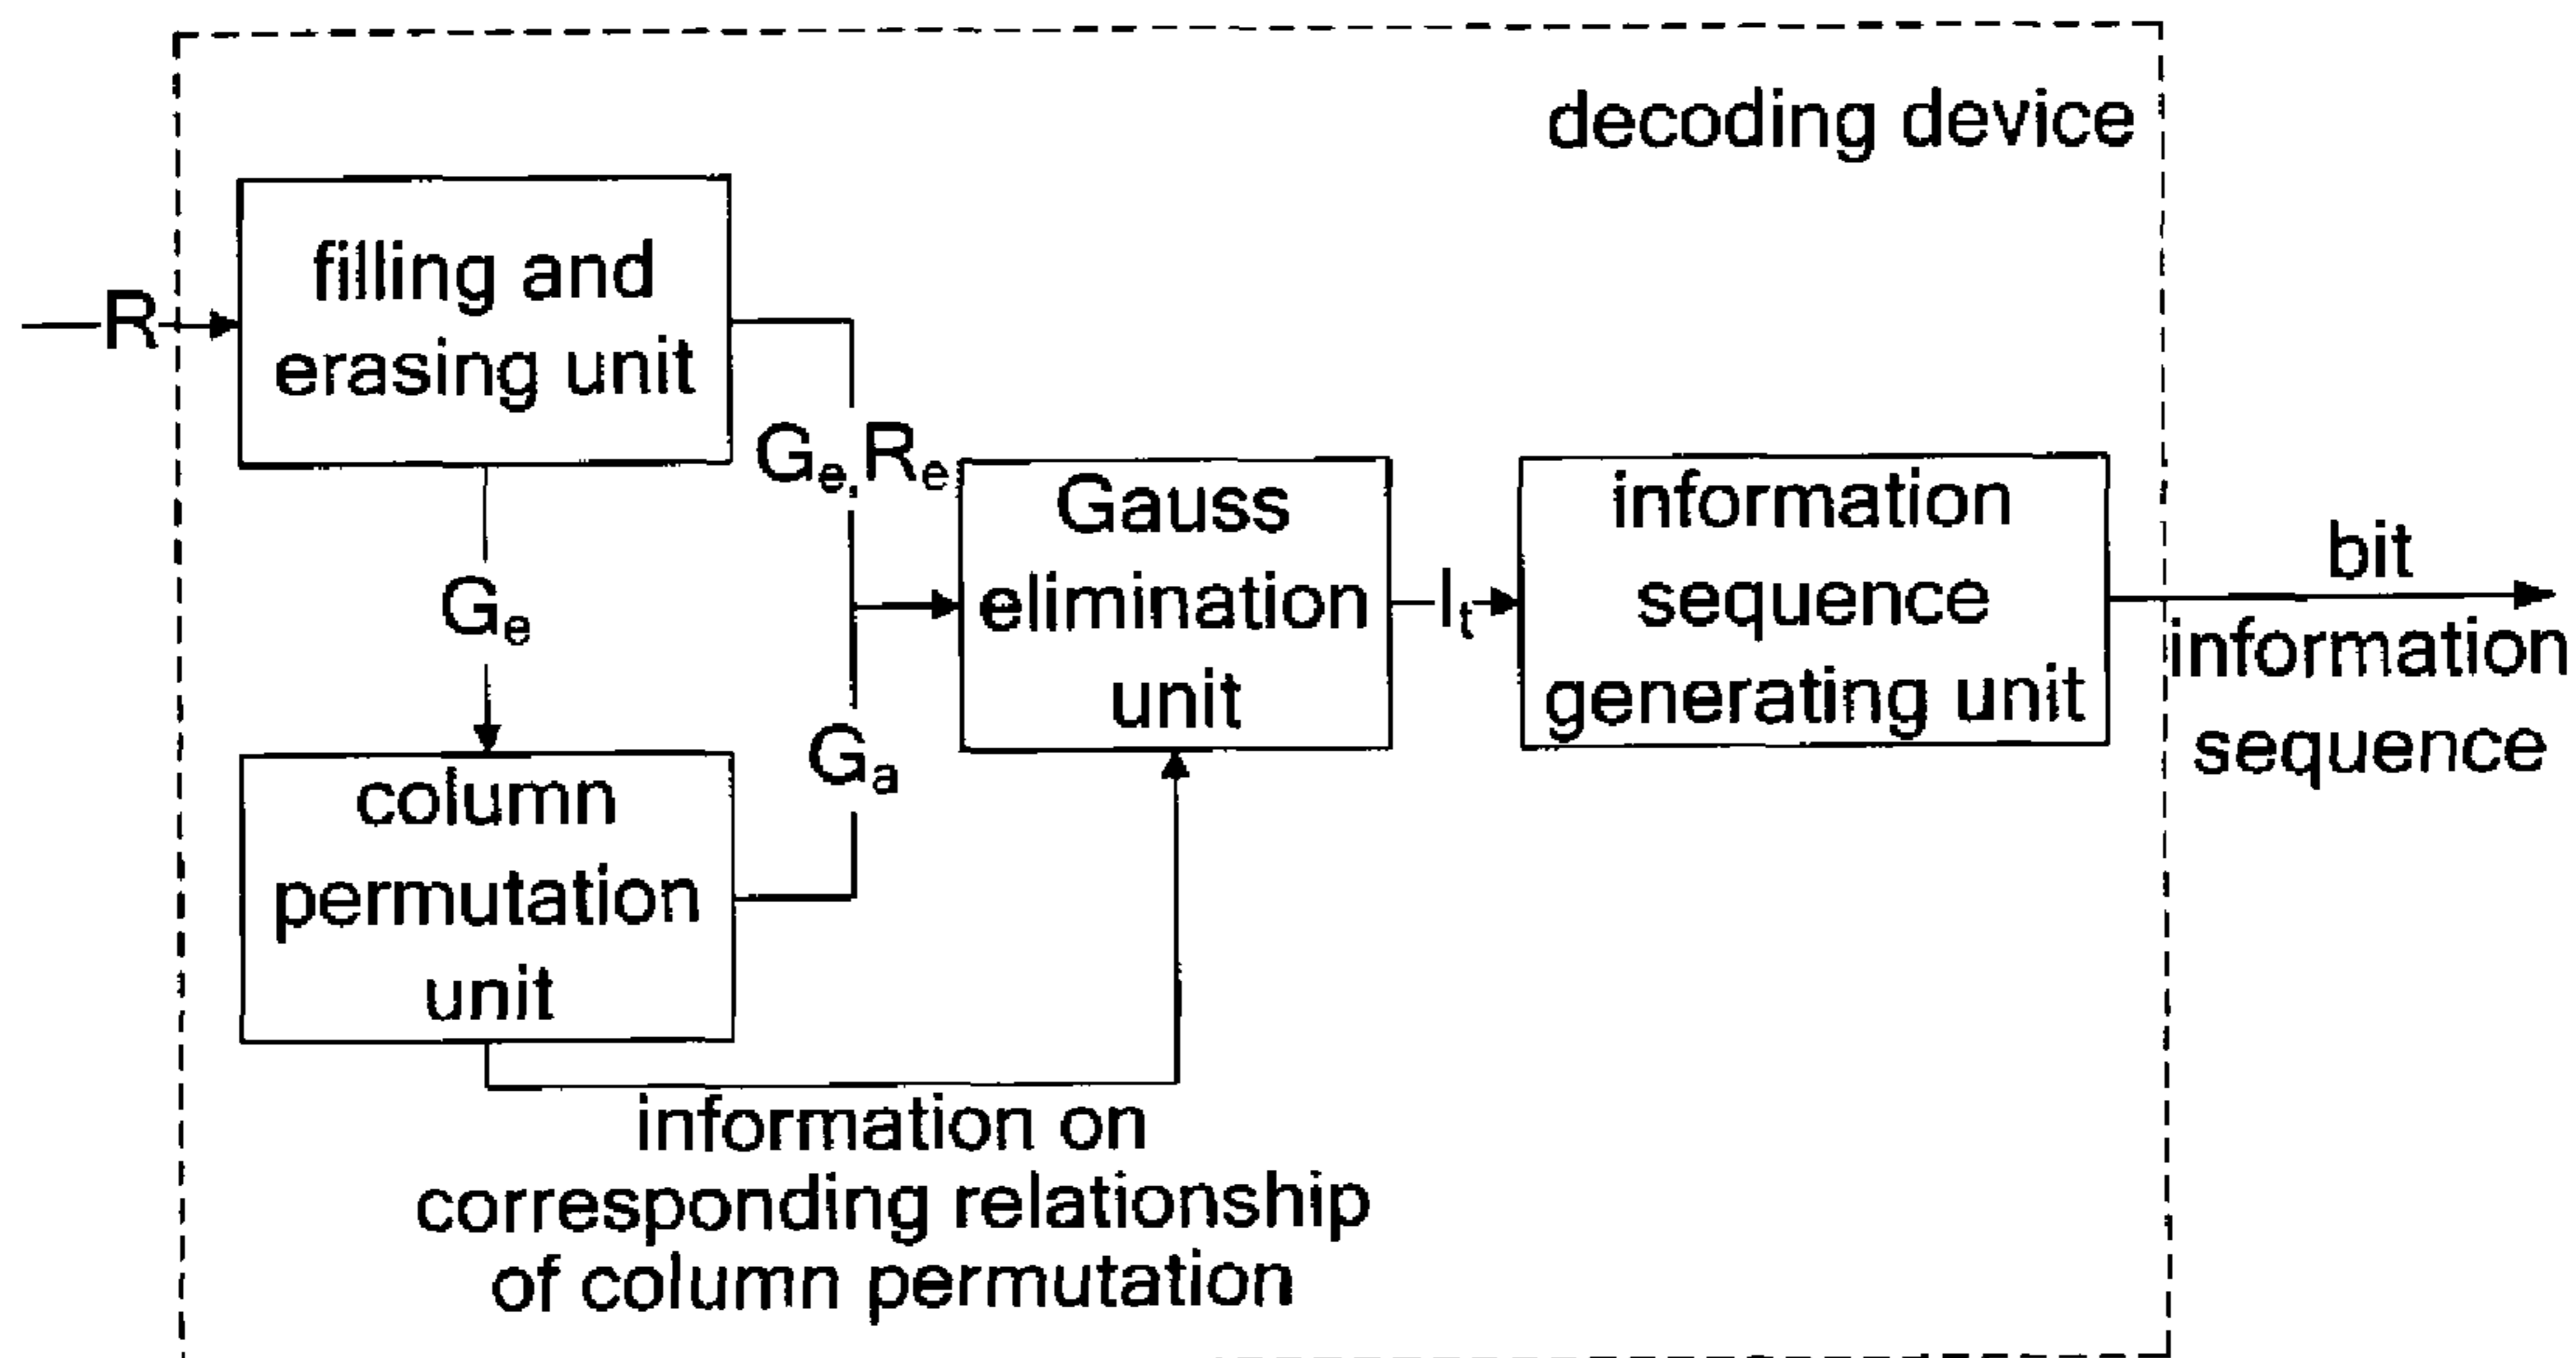 decoding device
filling and
erasing unit
R
Gₑ,Rₑ
Gₑ
Gauss
elimination
unit
Iₜ
information
sequence
generating unit
bit
information
sequence
Gₐ
column
permutation
unit
information on
corresponding relationship
of column permutation